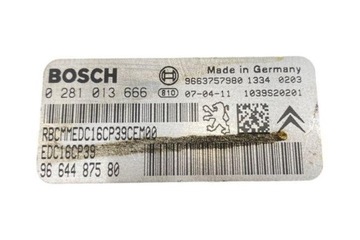 BOSCH
Made in Germany
9663757980 1334 0203
0 281 013 666 810 07-04-11 1039S20201
RBCMMEDC16CP39CEM00
EDC16CP39
96 644 875 80